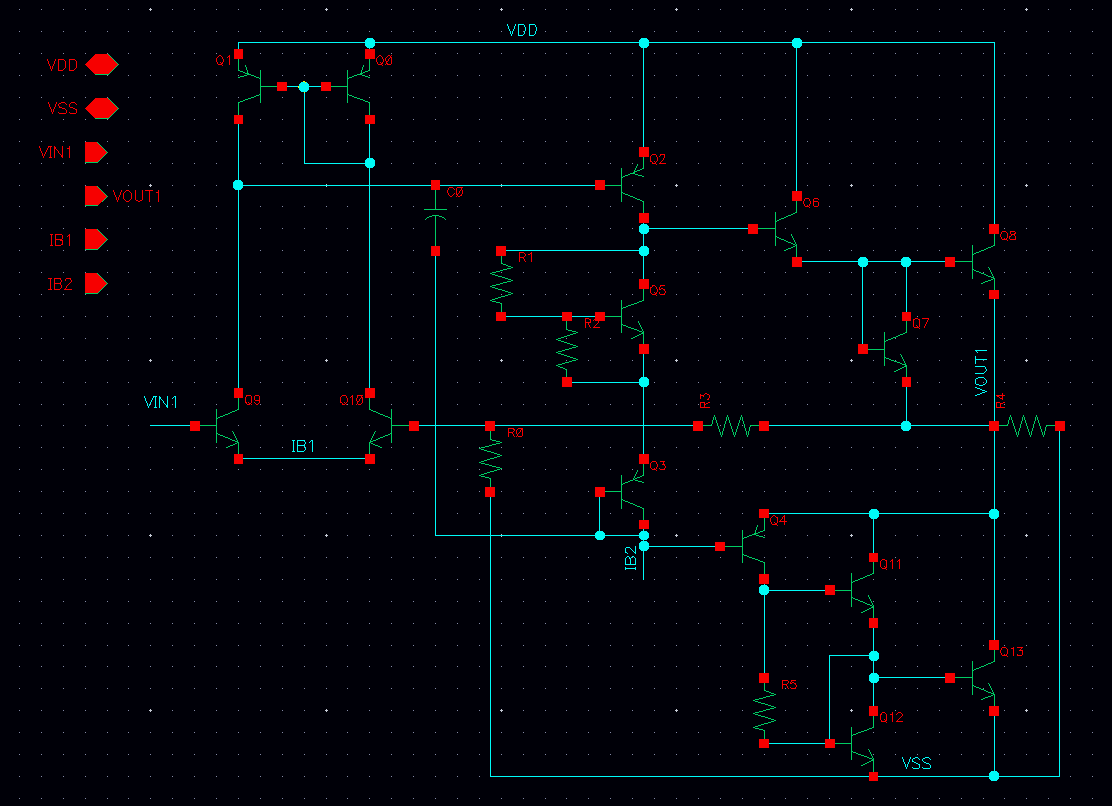 VDD
Q1
Q0
VDD
VSS
VIN1
VOUT1
IB1
IB2
Q2
C0
Q6
Q8
R1
Q5
R2
Q7
VOUT1
VIN1
Q9
Q10
R3
R4
IB1
R0
Q3
Q4
IB2
Q11
Q13
R5
Q12
VSS